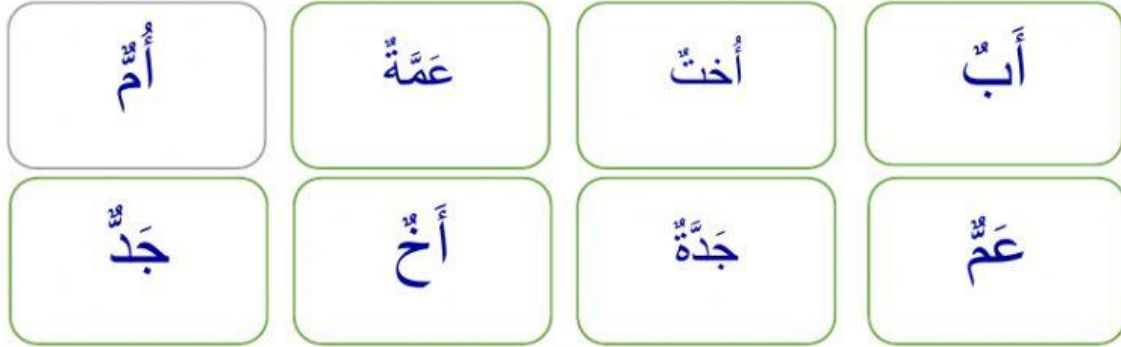 أَبٌ أُختٌ عَمَّةٌ أُمٌّ
عَمٌّ جَدَّةٌ أَخٌ جَدٌّ